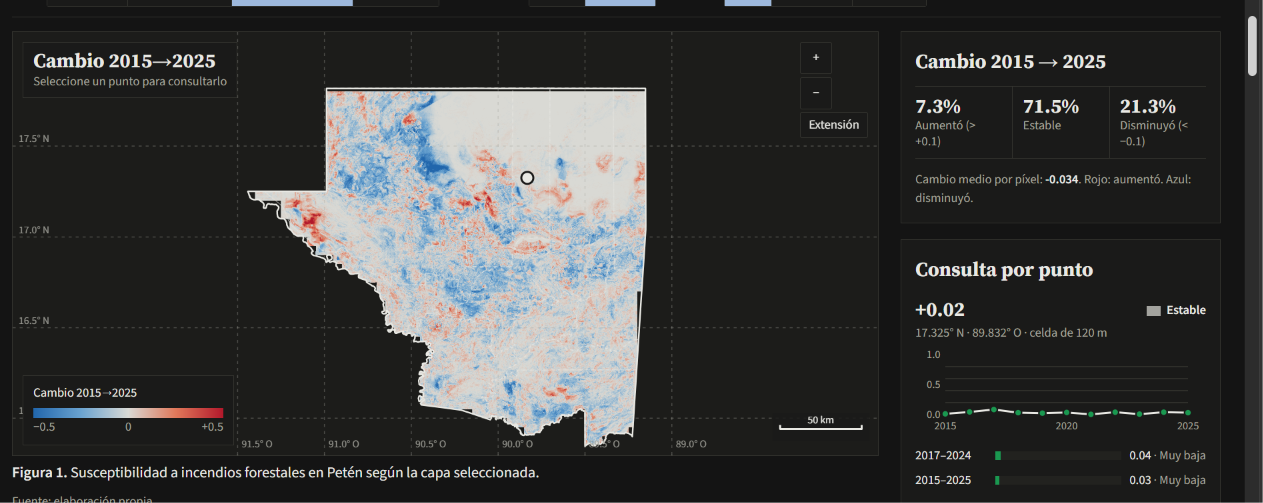 Cambio 2015→2025
Seleccione un punto para consultarlo
+
−
Extensión
17.5° N
17.0° N
16.5° N
Cambio 2015→2025
−0.5
0
+0.5
1
91.5° O
91.0° O
90.5° O
90.0° O
89.0° O
50 km
Figura 1. Susceptibilidad a incendios forestales en Petén según la capa seleccionada.
Fuente: elaboración propia
Cambio 2015 → 2025
7.3%
Aumentó (>
+0.1)
71.5%
Estable
21.3%
Disminuyó (<
−0.1)
Cambio medio por píxel: -0.034. Rojo: aumentó. Azul:
disminuyó.
Consulta por punto
+0.02
Estable
17.325° N · 89.832° O · celda de 120 m
1.0
0.5
0.0
2015
2020
2025
2017–2024
0.04 · Muy baja
2015–2025
0.03 · Muy baja